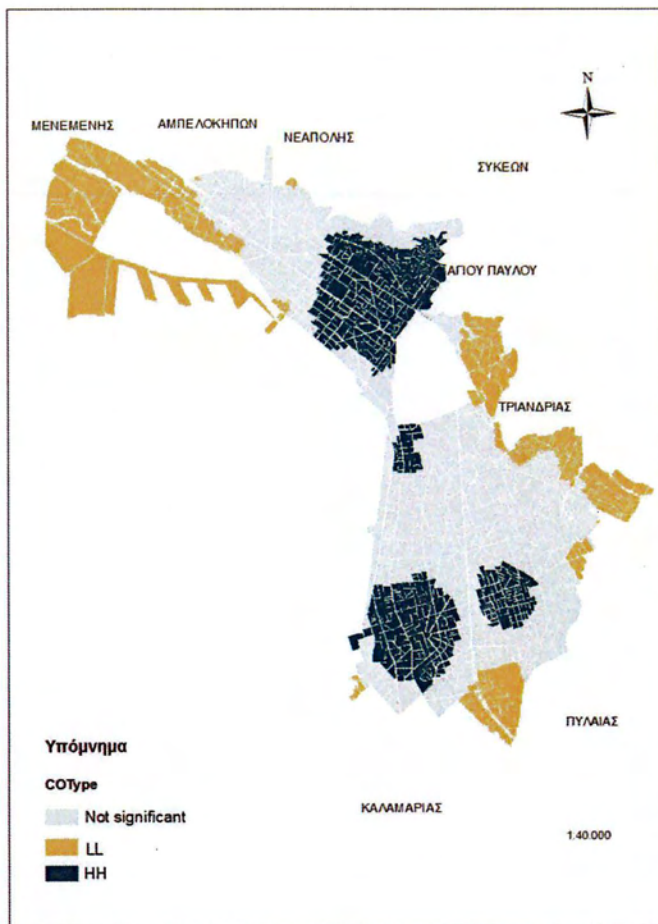 N
ΜΕΝΕΜΕΝΗΣ
ΑΜΠΕΛΟΚΗΠΩΝ
ΝΕΑΠΟΛΗΣ
ΣΥΚΕΩΝ
ΑΓΙΟΥ ΠΑΥΛΟΥ
ΤΡΙΑΝΔΡΙΑΣ
ΠΥΛΑΙΑΣ
ΚΑΛΑΜΑΡΙΑΣ
1:40.000
Υπόμνημα
COType
Not significant
LL
HH